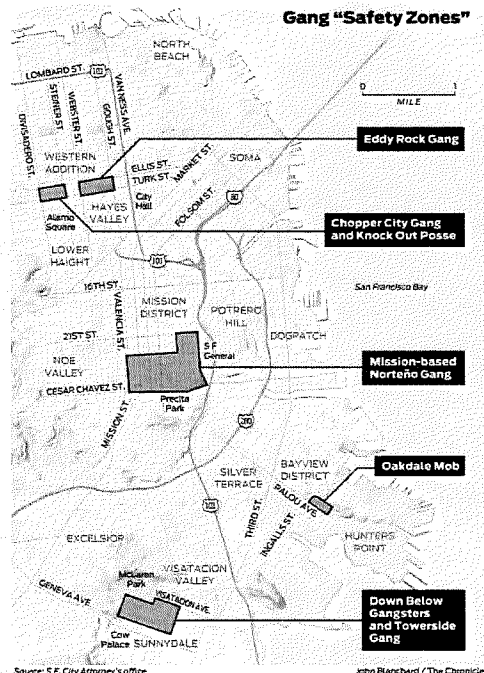 Gang "Safety Zones"
NORTH
BEACH
LOMBARD ST.
101
VAN NESS AVE.
0 1
MILE
STEINER ST.
WEBSTER ST.
GOUGH ST.
DIVISADERO ST.
Eddy Rock Gang
WESTERN
ADDITION
ELLIS ST.
TURK ST.
MARKET ST.
SOMA
HAYES
VALLEY
City
Hall
FOLSOM ST.
80
Alamo
Square
Chopper City Gang
and Knock Out Posse
LOWER
HEIGHT
101
16TH ST.
San Francisco Bay
VALENCIA ST.
MISSION
DISTRICT
POTRERO
HILL
DOGPATCH
21ST ST.
S F
General
NOE
VALLEY
Mission-based
Norteño Gang
CESAR CHAVEZ ST.
Precita
Park
MISSION ST.
280
SILVER
TERRACE
BAYVIEW
DISTRICT
Oakdale Mob
PALOU AVE.
101
THIRD ST.
INGALLS ST.
HUNTERS
POINT
EXCELSIOR
VISATACION
VALLEY
McLaren
Park
GENEVA AVE.
VISATACION AVE.
Down Below
Gangsters
and Towerside
Gang
Cow
Palace
SUNNYDALE
Source: S.F. City Attorney's office
John Blanchard / The Chronicle